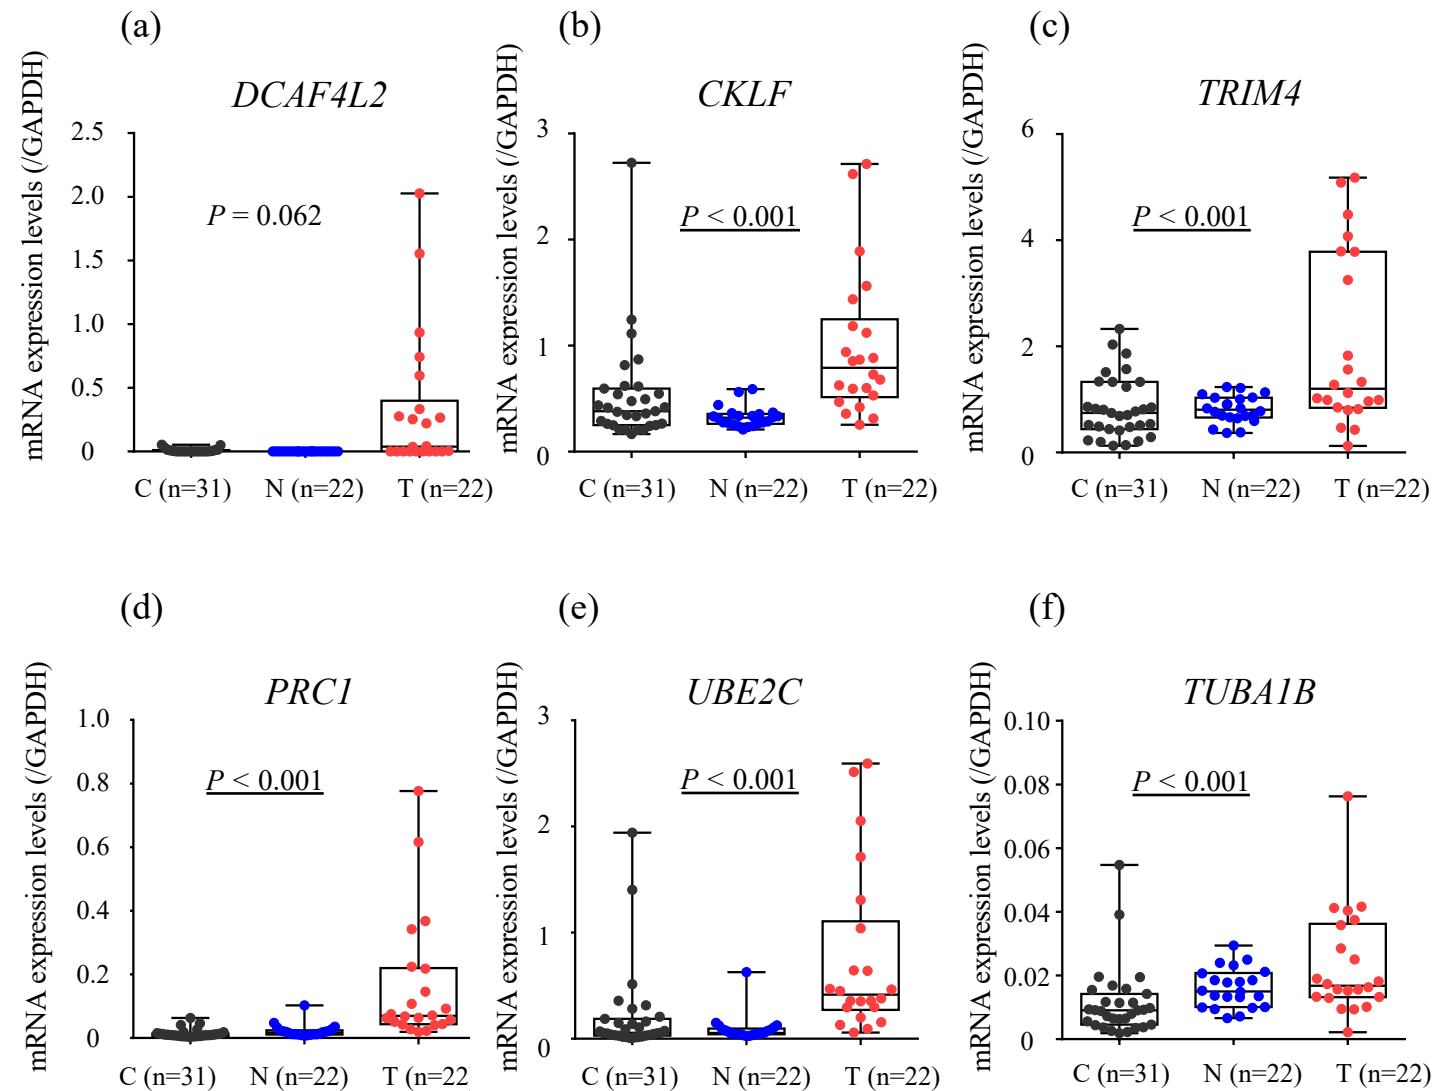 (a)
DCAF4L2
mRNA expression levels (/GAPDH)
2.5
2.0
1.5
1.0
0.5
0
P = 0.062
C (n=31) N (n=22) T (n=22)
(b)
CKLF
mRNA expression levels (/GAPDH)
3
2
1
0
P < 0.001
C (n=31) N (n=22) T (n=22)
(c)
TRIM4
mRNA expression levels (/GAPDH)
6
4
2
0
P < 0.001
C (n=31) N (n=22) T (n=22)
(d)
PRC1
mRNA expression levels (/GAPDH)
1.0
0.8
0.6
0.4
0.2
0
P < 0.001
C (n=31) N (n=22) T (n=22
(e)
UBE2C
mRNA expression levels (/GAPDH)
3
2
1
0
P < 0.001
C (n=31) N (n=22) T (n=22)
(f)
TUBA1B
mRNA expression levels (/GAPDH)
0.10
0.08
0.06
0.04
0.02
0
P < 0.001
C (n=31) N (n=22) T (n=22)